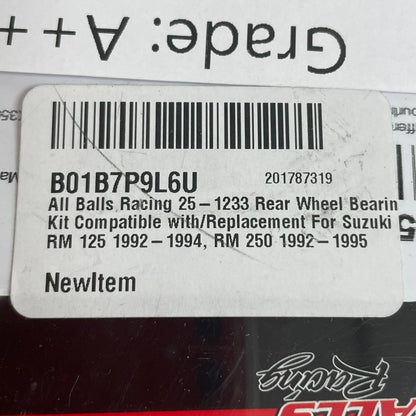 Grade: A++
B01B7P9L6U 201787319
All Balls Racing 25-1233 Rear Wheel Bearin
Kit Compatible with/Replacement For Suzuki
RM 125 1992-1994, RM 250 1992-1995
NewItem
Racing